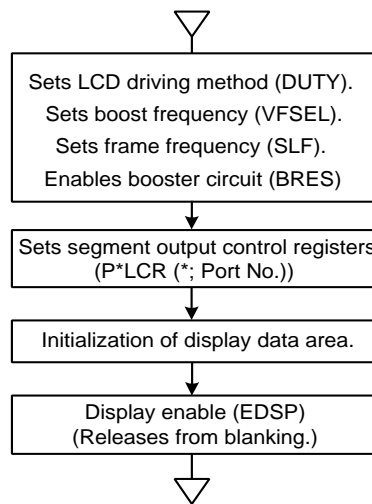 Sets LCD driving method (DUTY).
Sets boost frequency (VFSEL).
Sets frame frequency (SLF).
Enables booster circuit (BRES)
Sets segment output control registers
(P*LCR (*; Port No.))
Initialization of display data area.
Display enable (EDSP)
(Releases from blanking.)